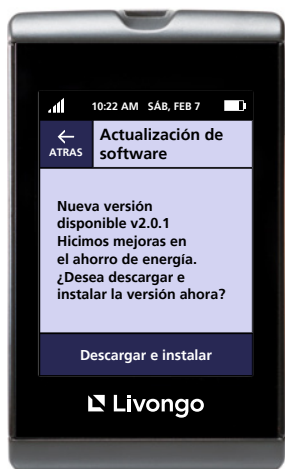 10:22 AM SÁB, FEB 7
ATRAS
Actualización de
software
Nueva versión
disponible v2.0.1
Hicimos mejoras en
el ahorro de energía.
¿Desea descargar e
instalar la versión ahora?
Descargar e instalar
Livongo